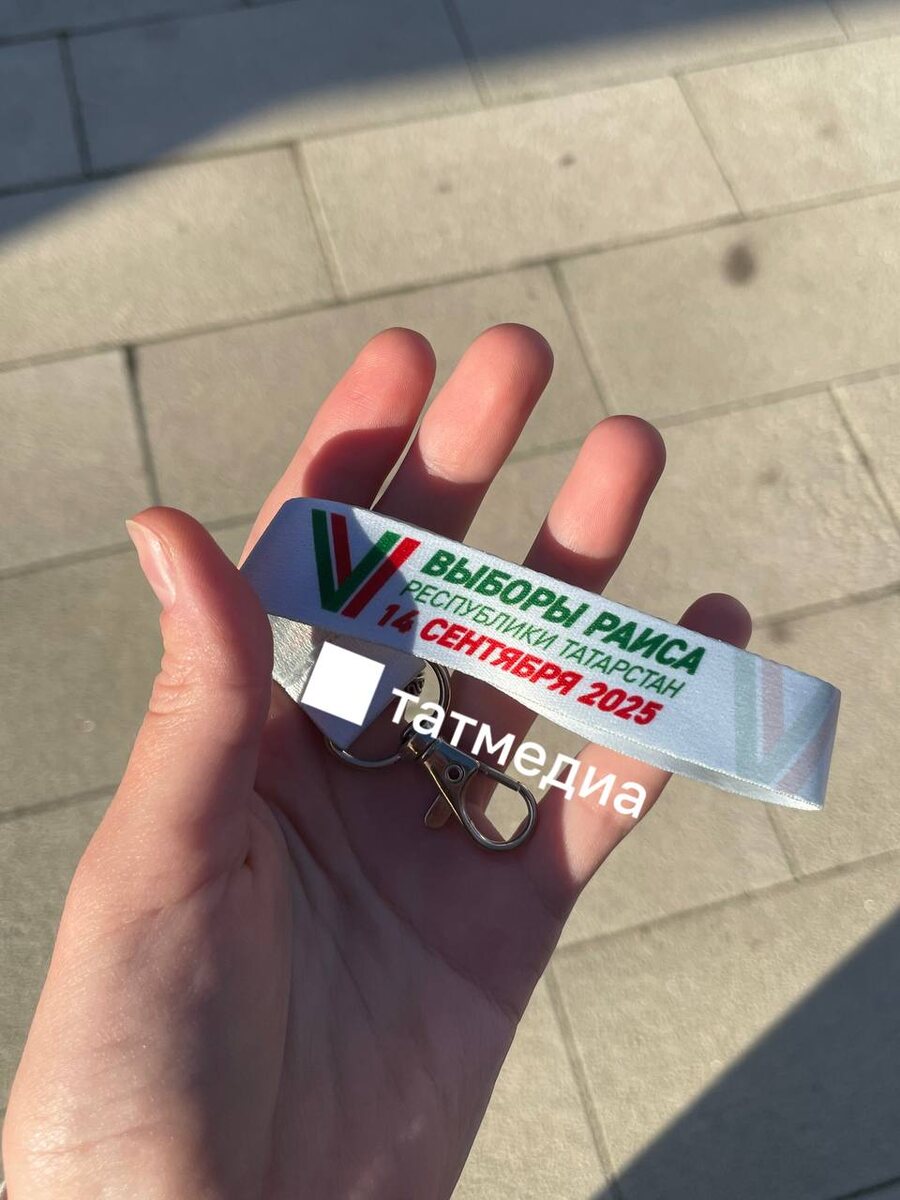 ВЫБОРЫ РАИСА
РЕСПУБЛИКИ ТАТАРСТАН
14 СЕНТЯБРЯ 2025
татмедиа